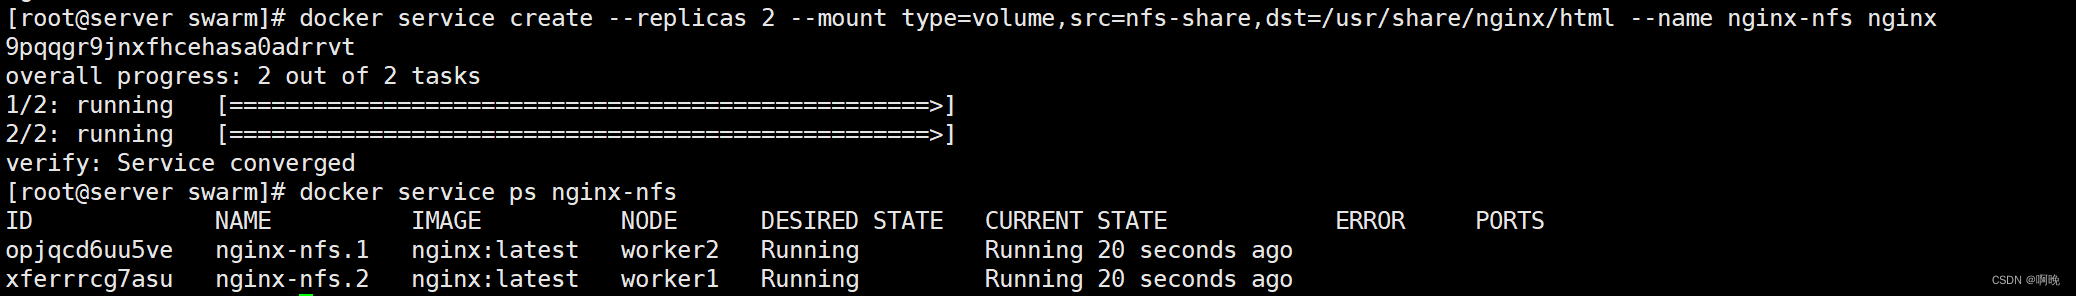 [root@server swarm]# docker service create --replicas 2 --mount type=volume,src=nfs-share,dst=/usr/share/nginx/html --name nginx-nfs nginx
9pqqgr9jnxfhcehasa0adrrvt
overall progress: 2 out of 2 tasks
1/2: running   [==================================================>]
2/2: running   [==================================================>]
verify: Service converged
[root@server swarm]# docker service ps nginx-nfs
ID             NAME          IMAGE          NODE      DESIRED STATE   CURRENT STATE            ERROR     PORTS
opjqcd6uu5ve   nginx-nfs.1   nginx:latest   worker2   Running         Running 20 seconds ago
xferrrcg7asu   nginx-nfs.2   nginx:latest   worker1   Running         Running 20 seconds ago
CSDN @啊晚